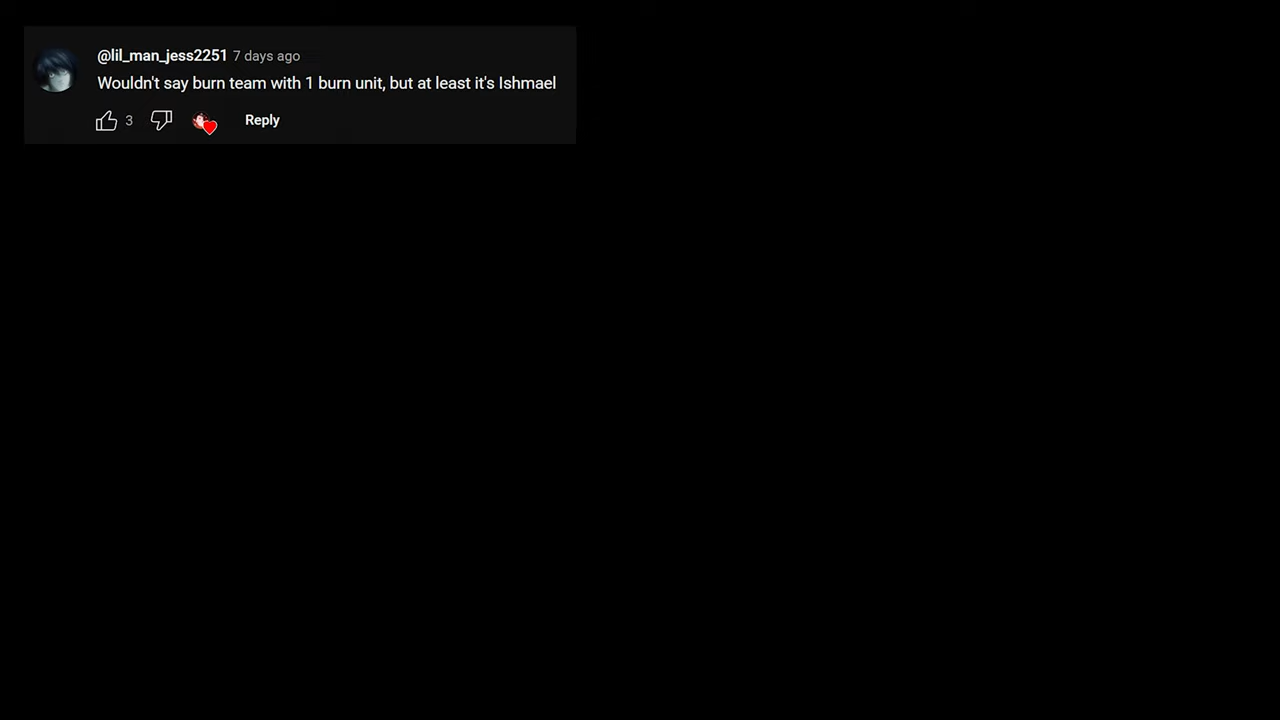 @lil_man_jess2251 7 days ago
Wouldn't say burn team with 1 burn unit, but at least it's Ishmael
3 Reply